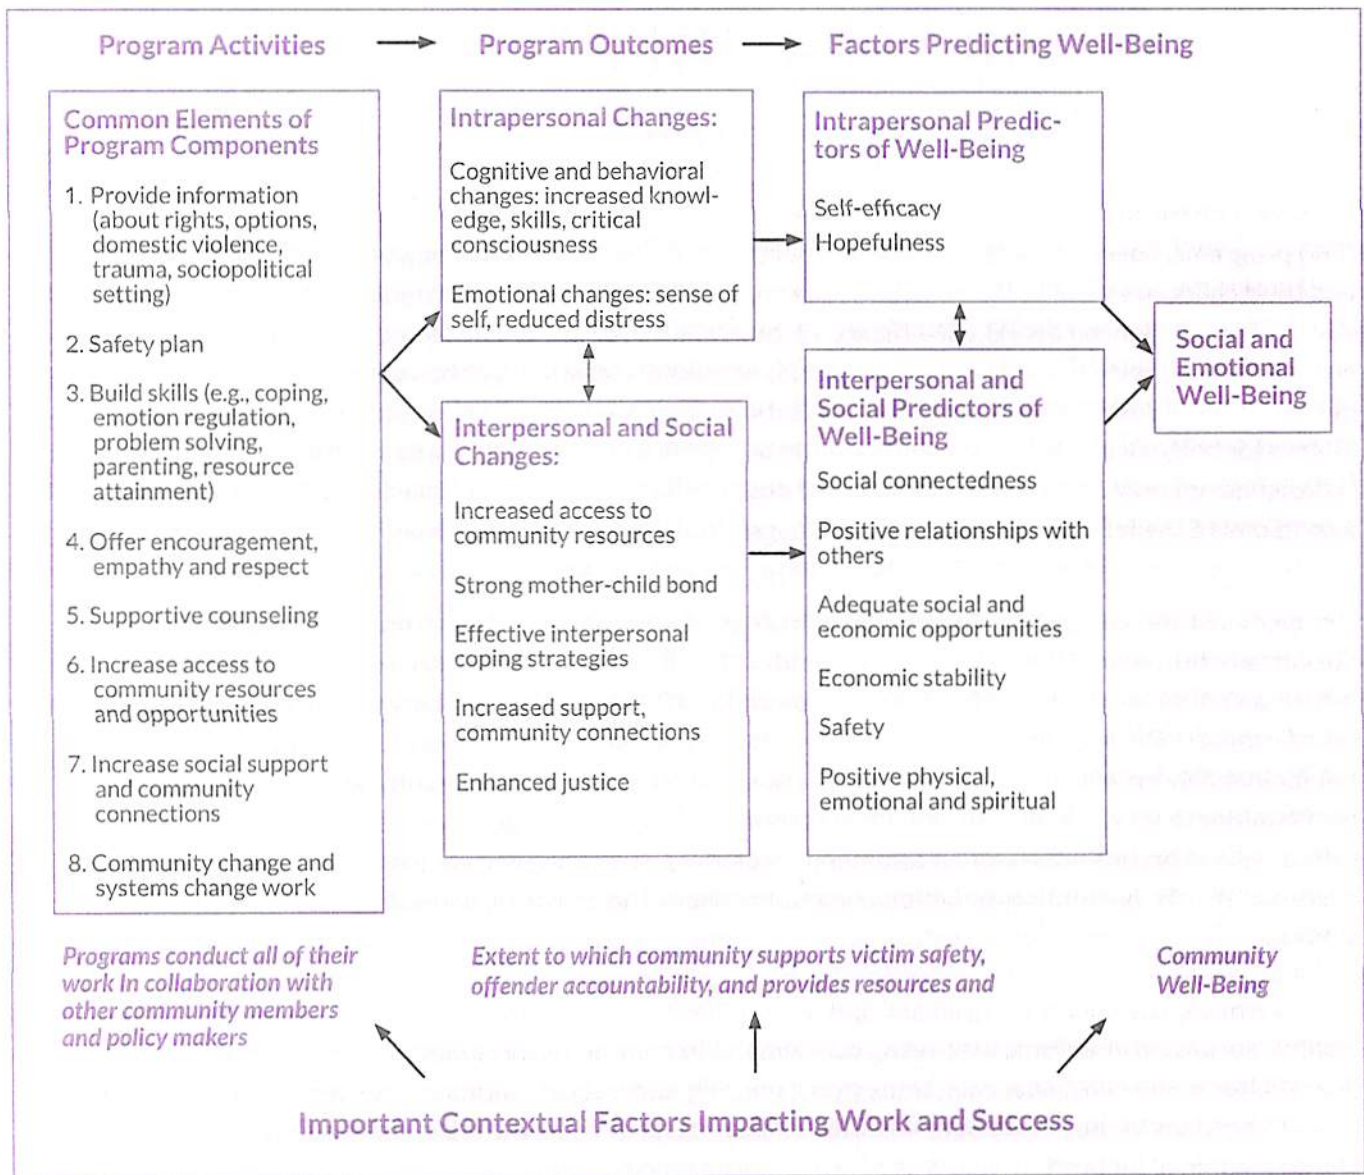 Program Activities
Program Outcomes
Factors Predicting Well-Being
Common Elements of
Program Components
1. Provide information
(about rights, options,
domestic violence,
trauma, sociopolitical
setting)
2. Safety plan
3. Build skills (e.g., coping,
emotion regulation,
problem solving,
parenting, resource
attainment)
4. Offer encouragement,
empathy and respect
5. Supportive counseling
6. Increase access to
community resources
and opportunities
7. Increase social support
and community
connections
8. Community change and
systems change work
Intrapersonal Changes:
Cognitive and behavioral
changes: increased knowl-
edge, skills, critical
consciousness
Emotional changes: sense of
self, reduced distress
Interpersonal and Social
Changes:
Increased access to
community resources
Strong mother-child bond
Effective interpersonal
coping strategies
Increased support,
community connections
Enhanced justice
Intrapersonal Predic-
tors of Well-Being
Self-efficacy
Hopefulness
Interpersonal and
Social Predictors of
Well-Being
Social connectedness
Positive relationships with
others
Adequate social and
economic opportunities
Economic stability
Safety
Positive physical,
emotional and spiritual
Social and
Emotional
Well-Being
Programs conduct all of their
work in collaboration with
other community members
and policy makers
Extent to which community supports victim safety,
offender accountability, and provides resources and
Community
Well-Being
Important Contextual Factors Impacting Work and Success